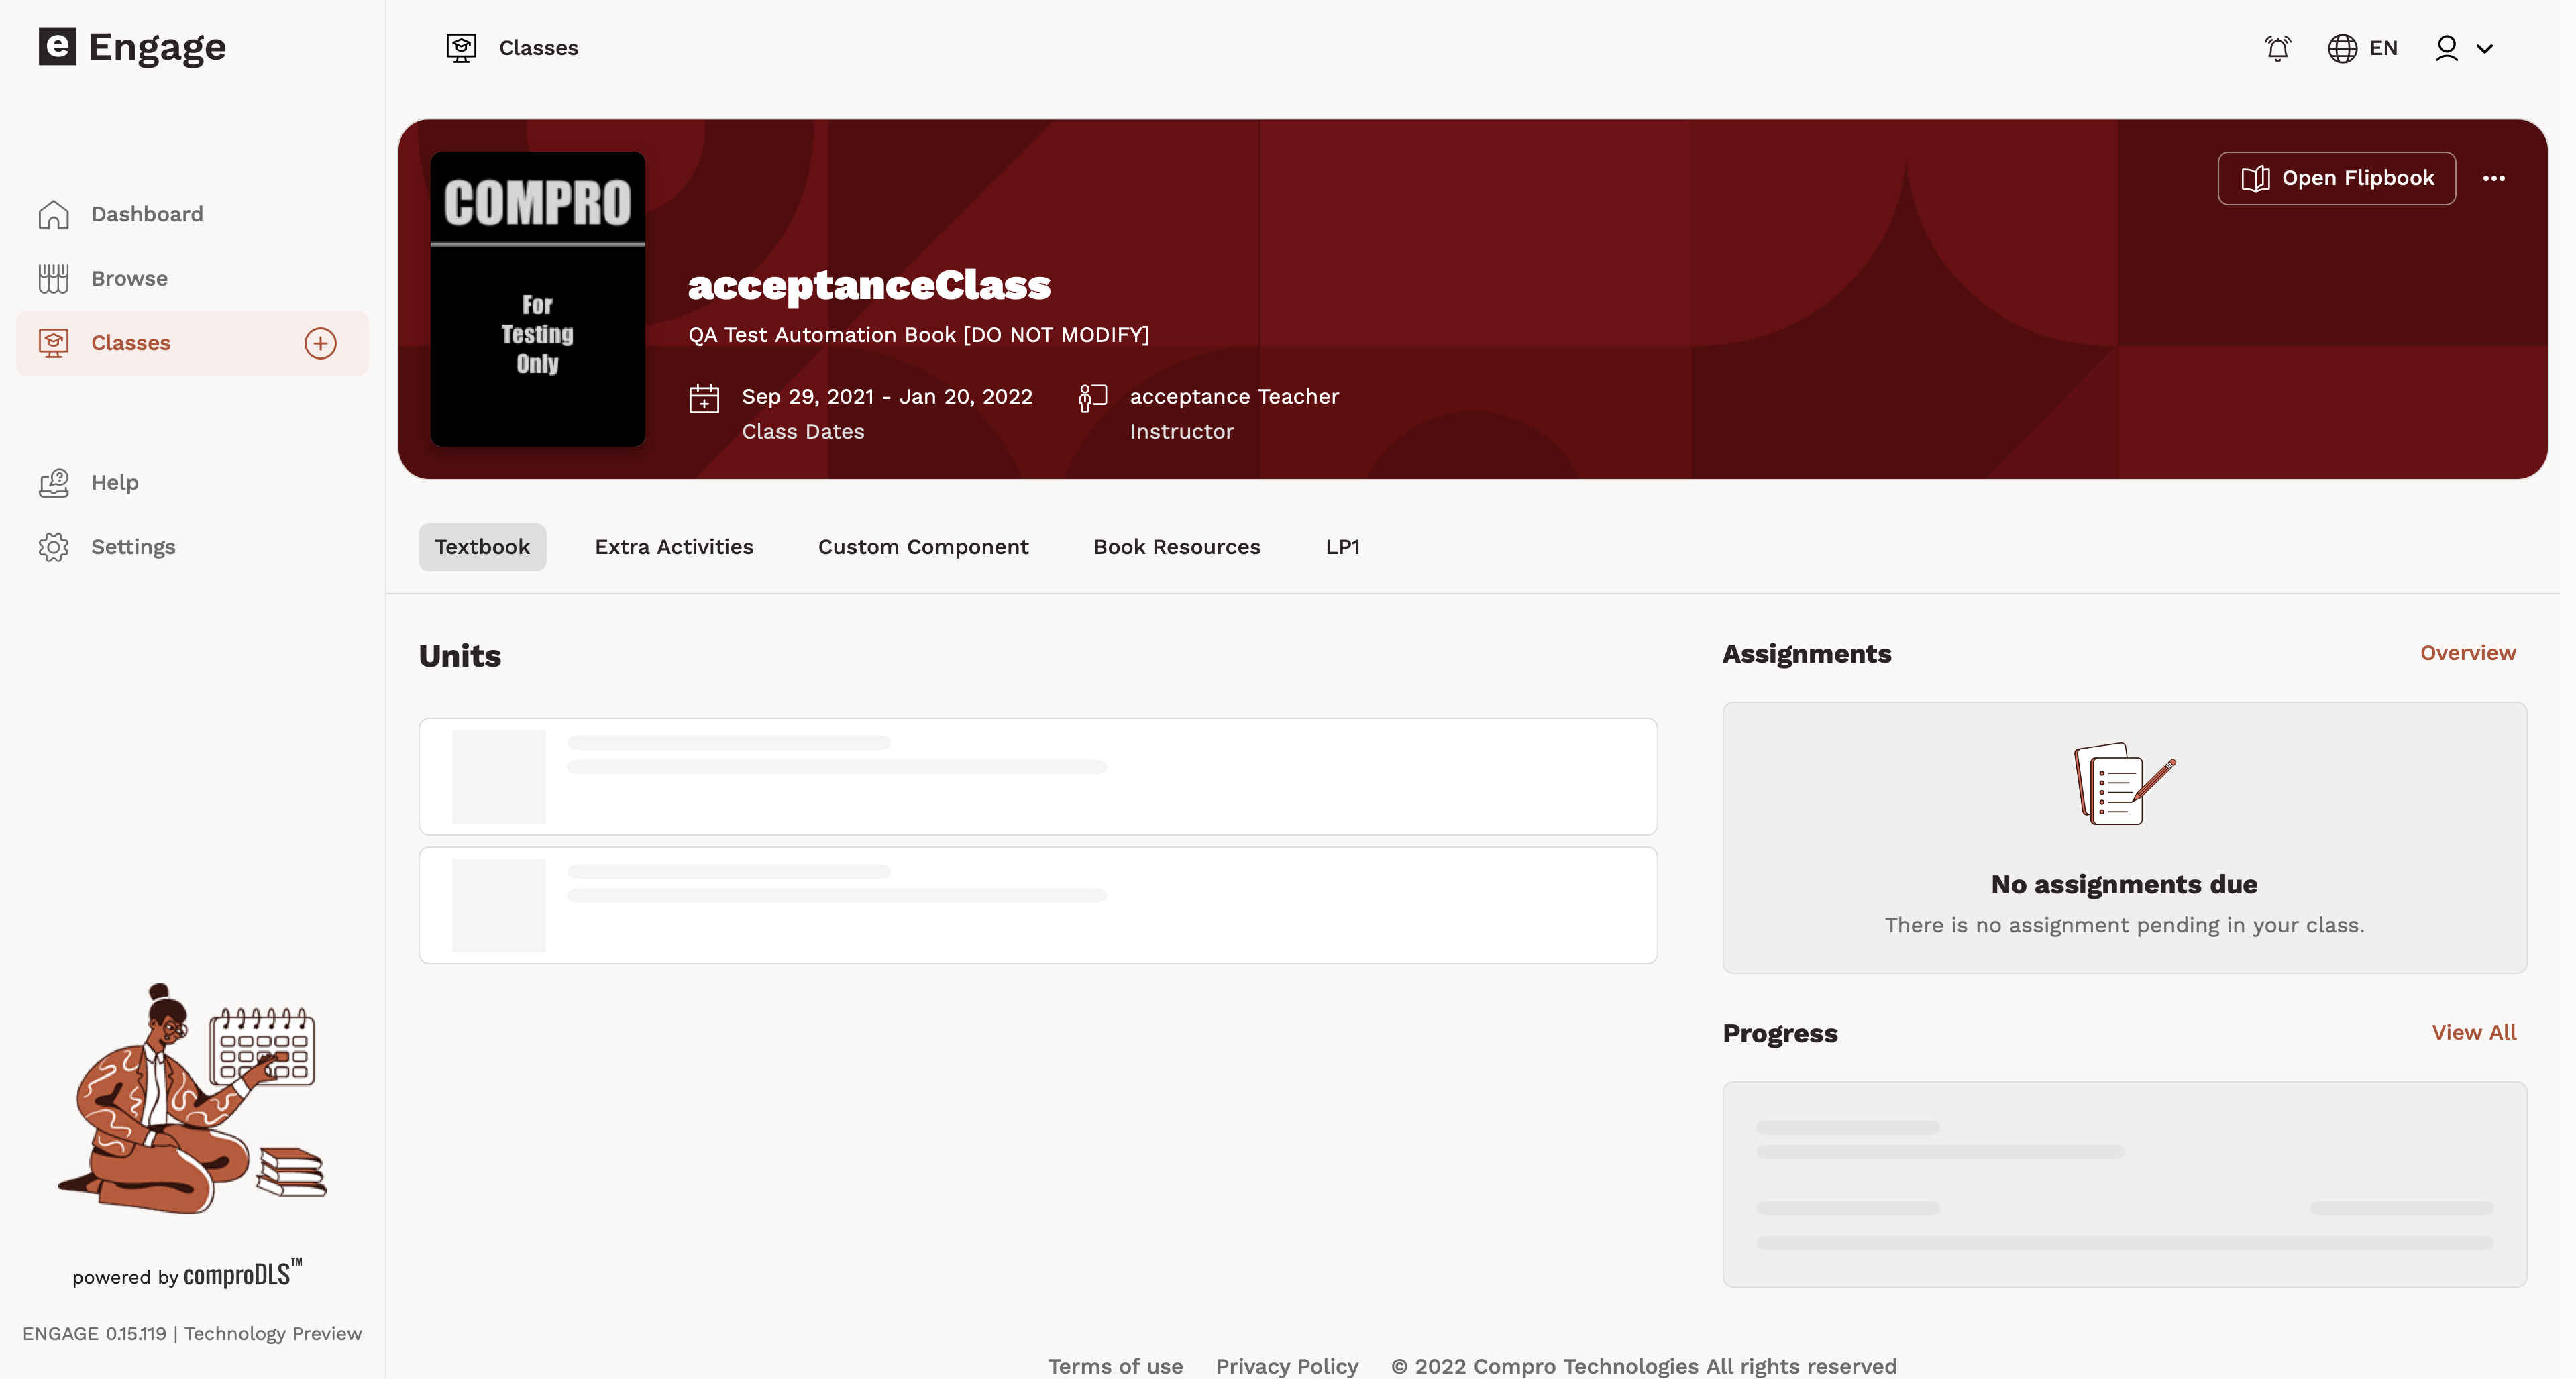 e Engage
Classes
EN
Dashboard
Browse
Classes
Help
Settings
COMPRO
For
Testing
Only
Open Flipbook
acceptanceClass
QA Test Automation Book [DO NOT MODIFY]
Sep 29, 2021 - Jan 20, 2022
Class Dates
acceptance Teacher
Instructor
Textbook
Extra Activities
Custom Component
Book Resources
LP1
Units
Assignments
Overview
No assignments due
There is no assignment pending in your class.
Progress
View All
powered by comproDLS™
ENGAGE 0.15.119 | Technology Preview
Terms of use
Privacy Policy
© 2022 Compro Technologies All rights reserved